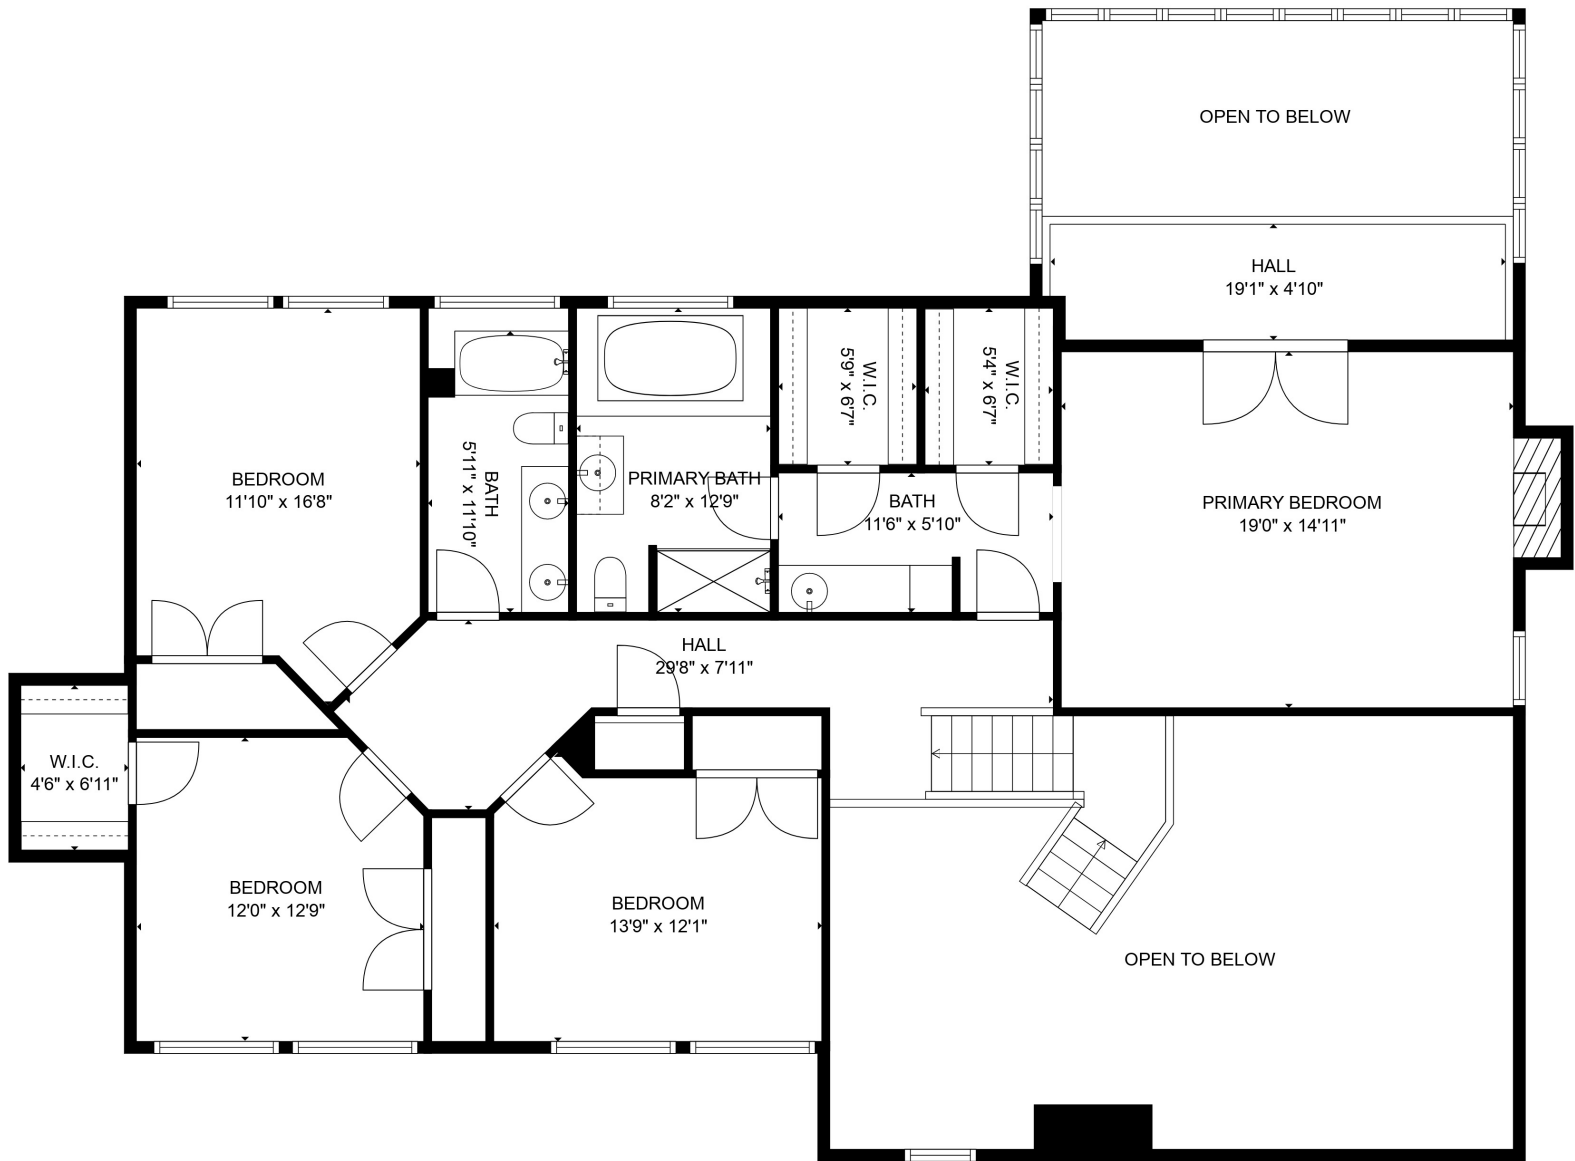 OPEN TO BELOW
HALL
19'1" x 4'10"
W.I.C.
5'9" x 6'7"
W.I.C.
5'4" x 6'7"
BEDROOM
11'10" x 16'8"
BATH
5'11" x 11'10"
PRIMARY BATH
8'2" x 12'9"
BATH
11'6" x 5'10"
PRIMARY BEDROOM
19'0" x 14'11"
HALL
29'8" x 7'11"
W.I.C.
4'6" x 6'11"
BEDROOM
12'0" x 12'9"
BEDROOM
13'9" x 12'1"
OPEN TO BELOW